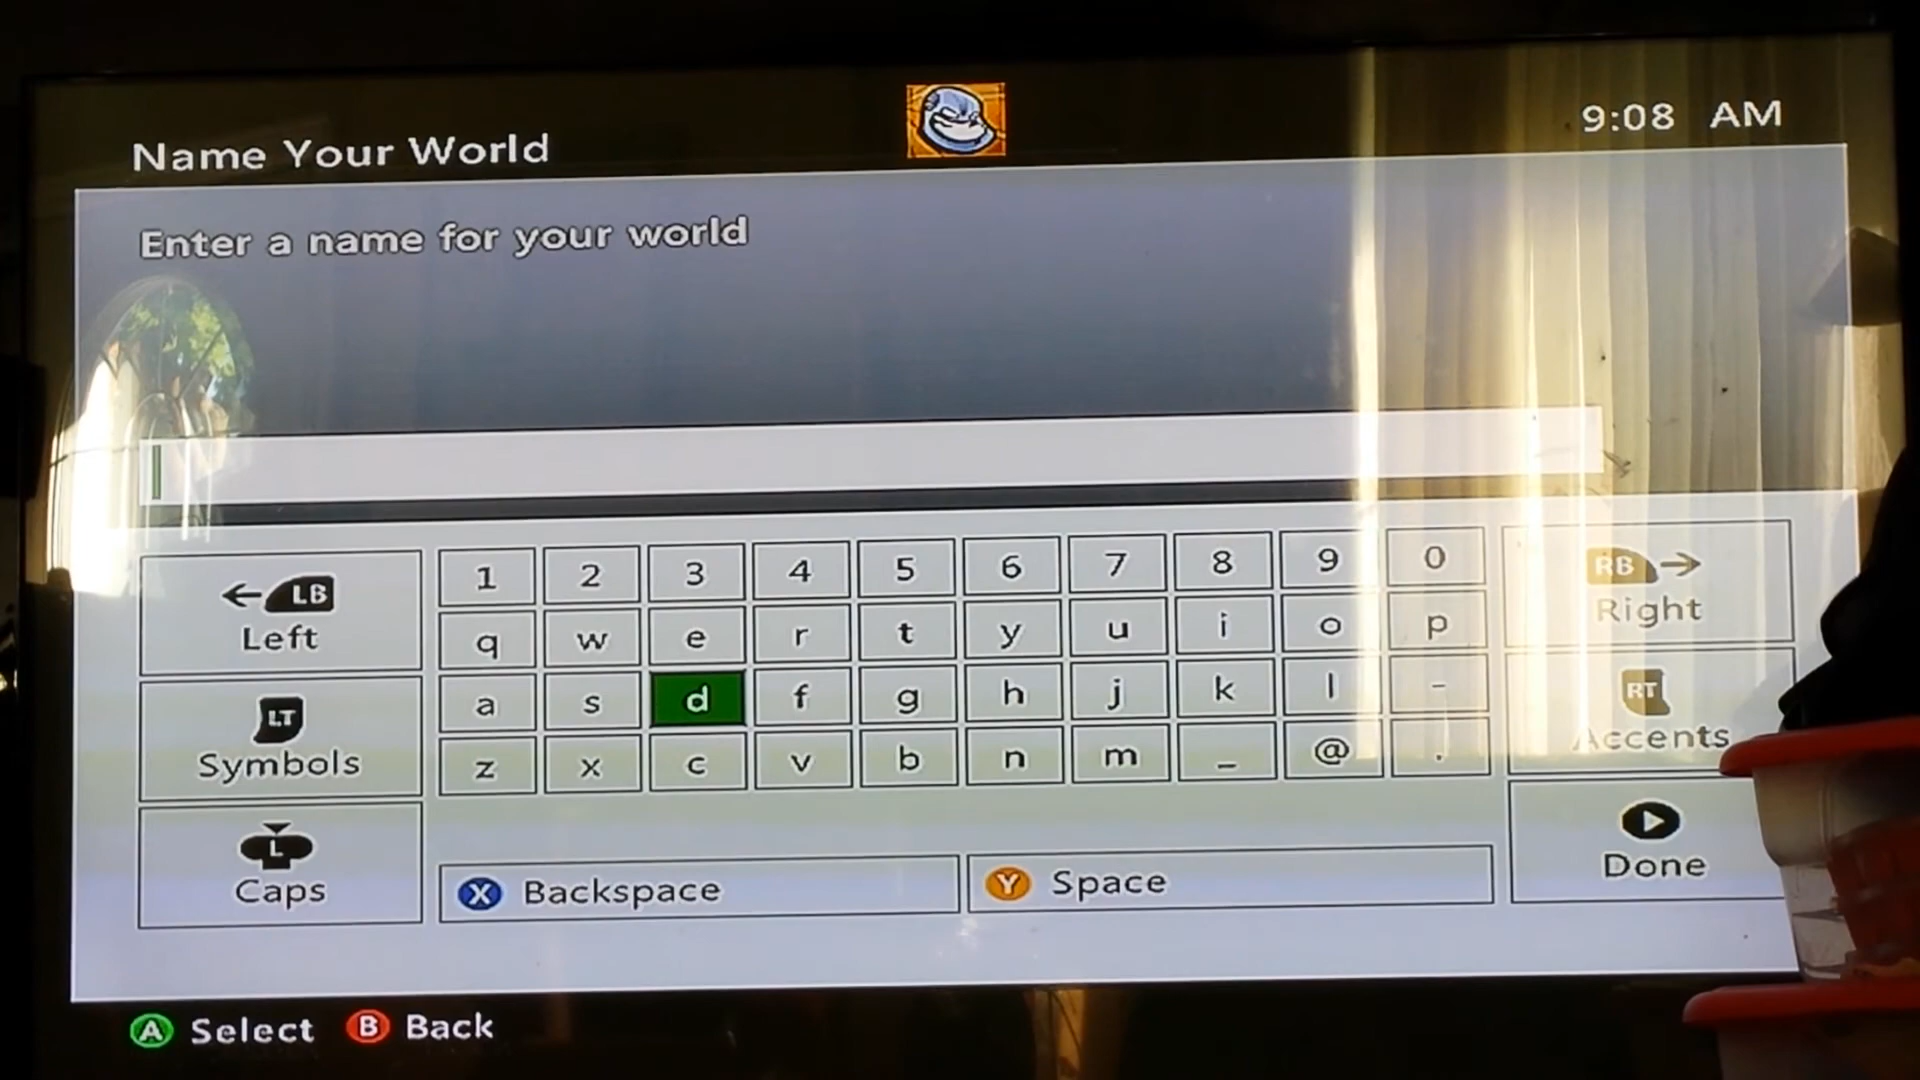 Name Your World
9:08 AM
Enter a name for your world
LB
Left
1 2 3 4 5 6 7 8 9 0
RB
Right
q w e r t y u i o p
LT
Symbols
a s d f g h j k l -
RT
Accents
z x c v b n m _ @ .
L
Caps
X Backspace
Y Space
Done
A Select B Back